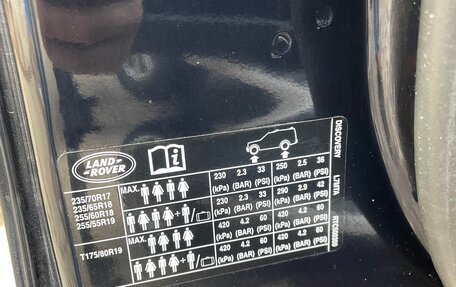 LAND
ROVER
235/70R17
235/65R18
255/60R18
255/55R19
MAX.
230 2.3 33 250 2.5 36
(kPa) (BAR) (PSI) (kPa) (BAR) (PSI)
+ /
230 2.3 33 290 2.9 42
(kPa) (BAR) (PSI) (kPa) (BAR) (PSI)
T175/80R19
MAX.
420 4.2 60 420 4.2 60
(kPa) (BAR) (PSI) (kPa) (BAR) (PSI)
+ /
420 4.2 60 420 4.2 60
(kPa) (BAR) (PSI) (kPa) (BAR) (PSI)
DISCOVERY